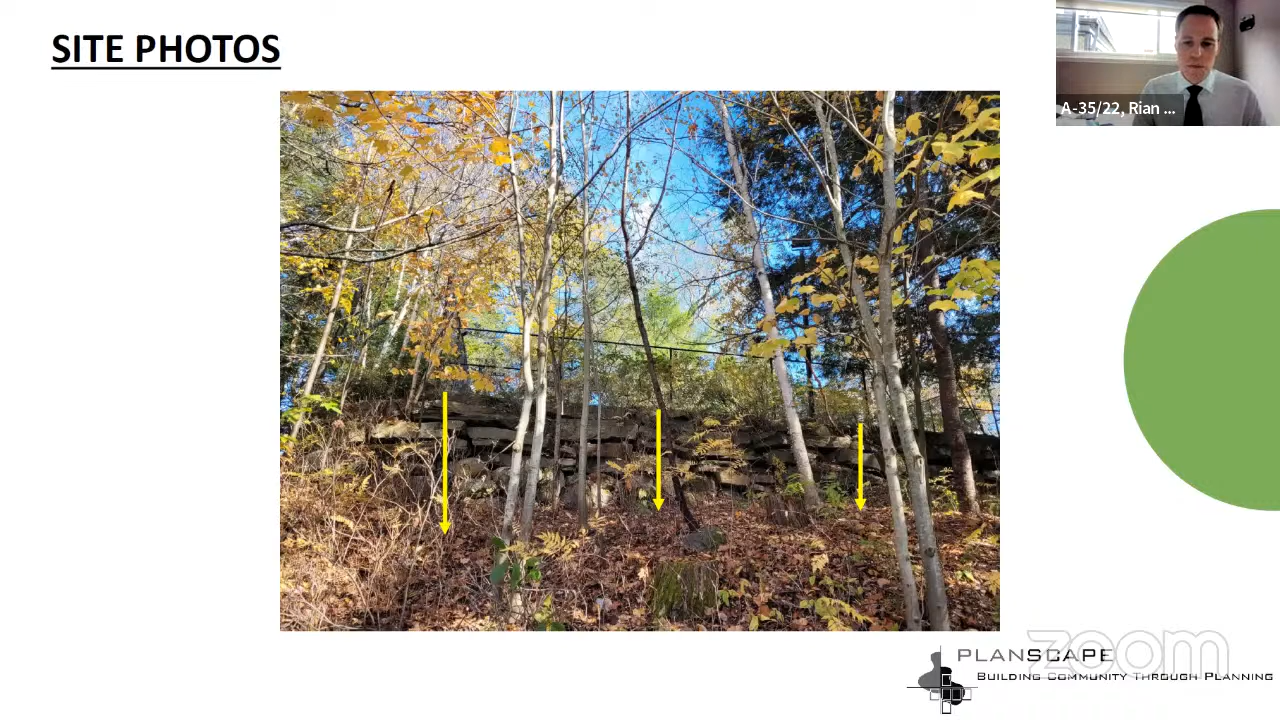 SITE PHOTOS
A-35/22, Rian ...
zoom
PLANSCAPE
BUILDING COMMUNITY THROUGH PLANNING